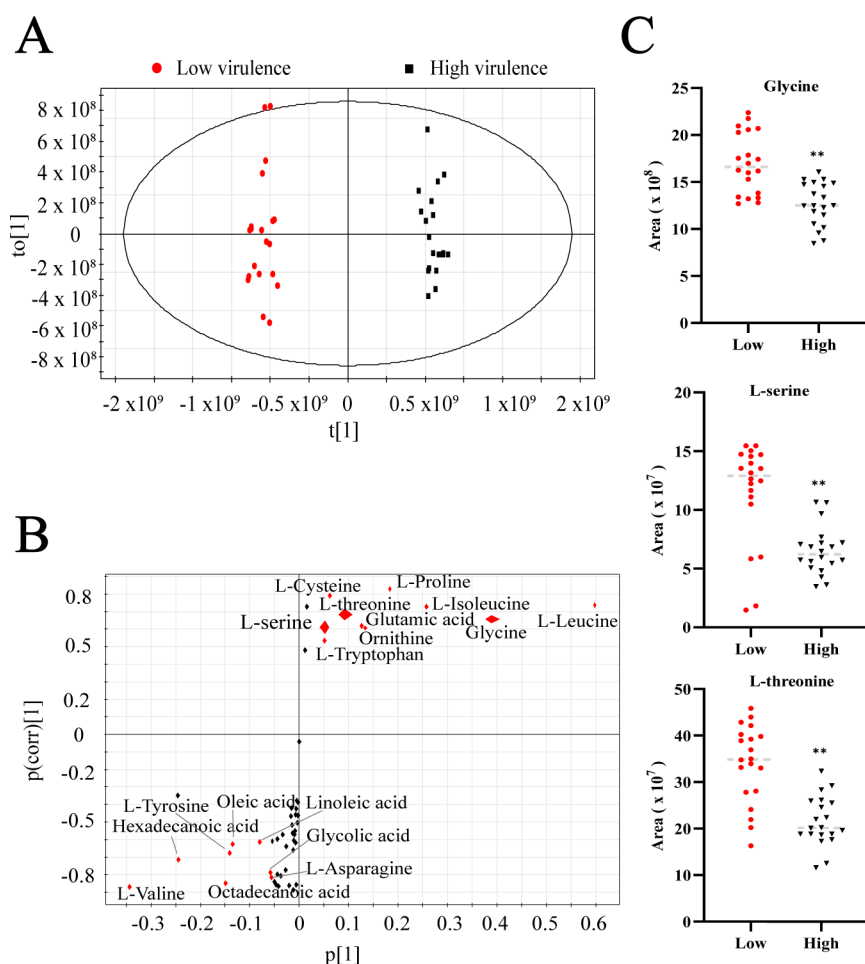 A
Low virulence
High virulence
8 x 10⁸
6 x 10⁸
4 x 10⁸
2 x 10⁸
0
-2 x 10⁸
-4 x 10⁸
-6 x 10⁸
-8 x 10⁸
to[1]
-2 x10⁹ -1 x10⁹ -0.5 x10⁹ 0 0.5 x10⁹ 1 x10⁹ 2 x10⁹
t[1]
B
0.8
0.5
0.2
0
-0.2
-0.5
-0.8
p(corr)[1]
L-Cysteine
L-Proline
L-threonine
L-Isoleucine
L-serine
Glutamic acid
Glycine
L-Leucine
Ornithine
L-Tryptophan
L-Tyrosine
Oleic acid
Linoleic acid
Hexadecanoic acid
Glycolic acid
L-Asparagine
L-Valine
Octadecanoic acid
-0.3 -0.2 -0.1 0 0.1 0.2 0.3 0.4 0.5 0.6
p[1]
C
Glycine
25
20
15
10
5
0
Area ( x 10⁸ )
**
Low High
L-serine
20
15
10
5
0
Area ( x 10⁷ )
**
Low High
L-threonine
50
40
30
20
10
0
Area ( x 10⁷ )
**
Low High